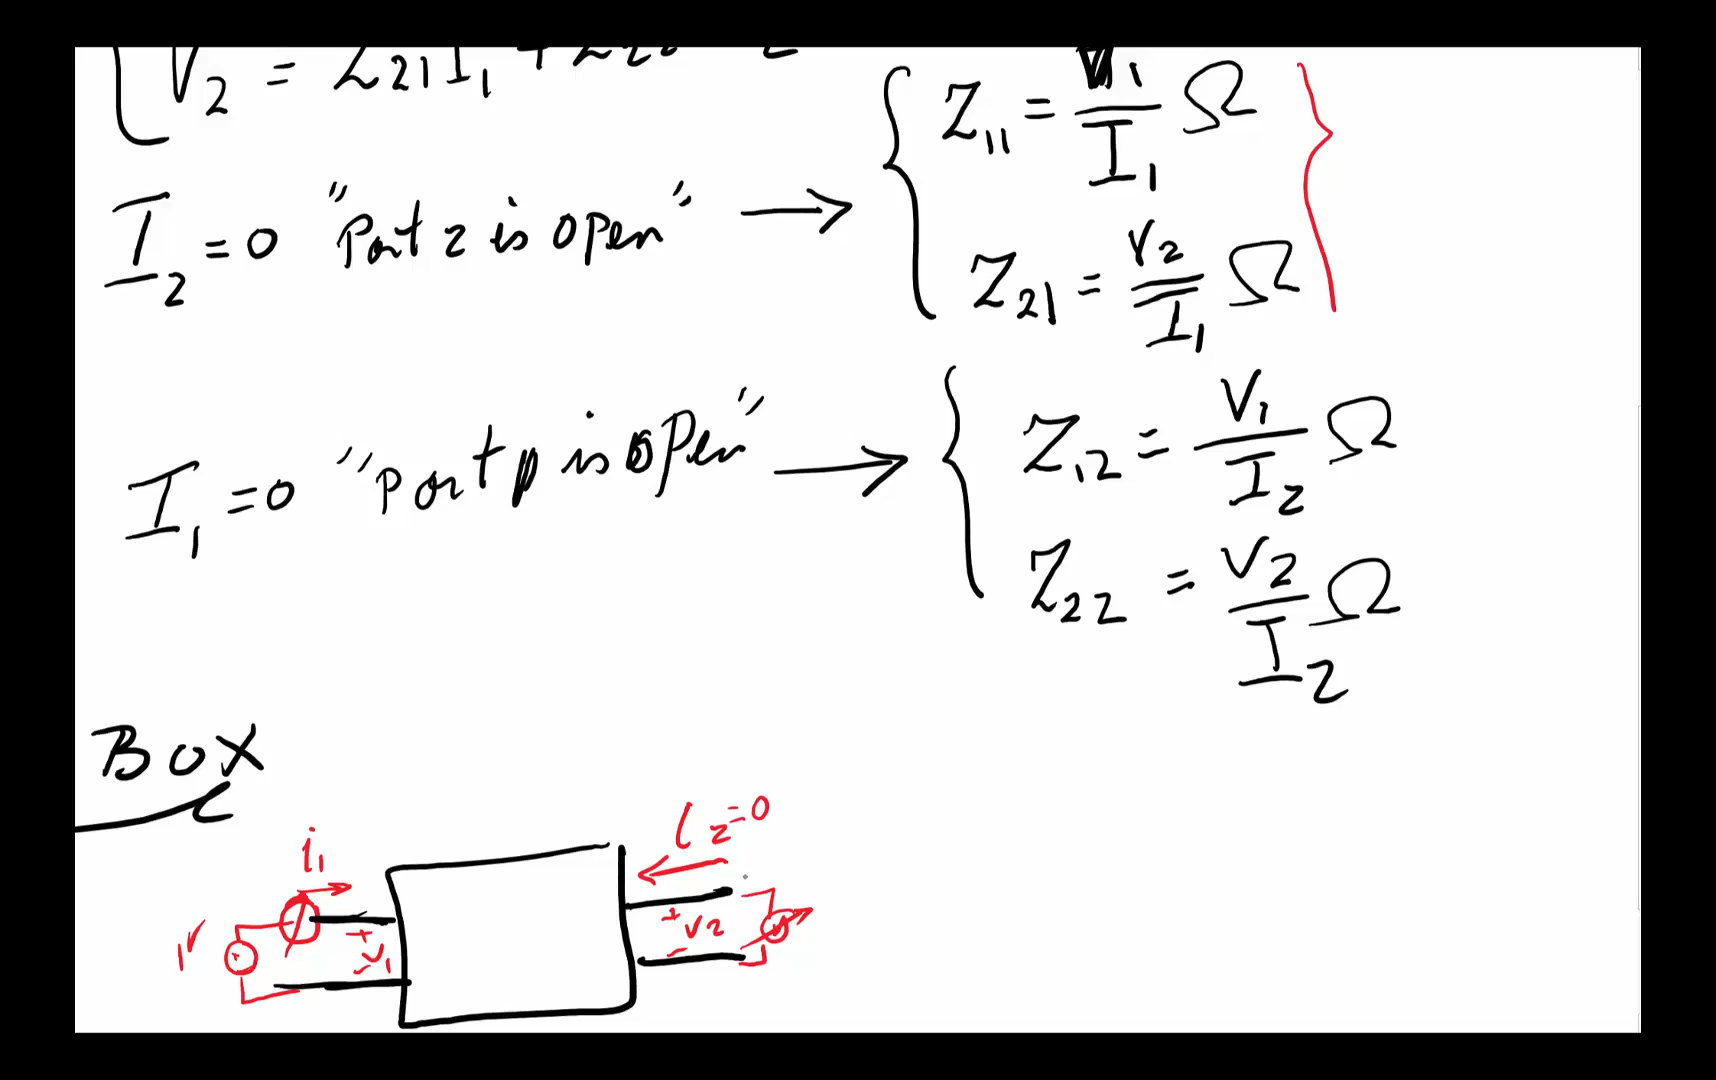 V2 = Z21 I1 +
Z11 = V1/I1 Ω
I2 = 0 "Port 2 is open" →
Z21 = V2/I1 Ω
I1 = 0 "Port 1 is open" →
Z12 = V1/I2 Ω
Z22 = V2/I2 Ω
Box
i1
i2=0
1V
+ V1 -
+ V2 -